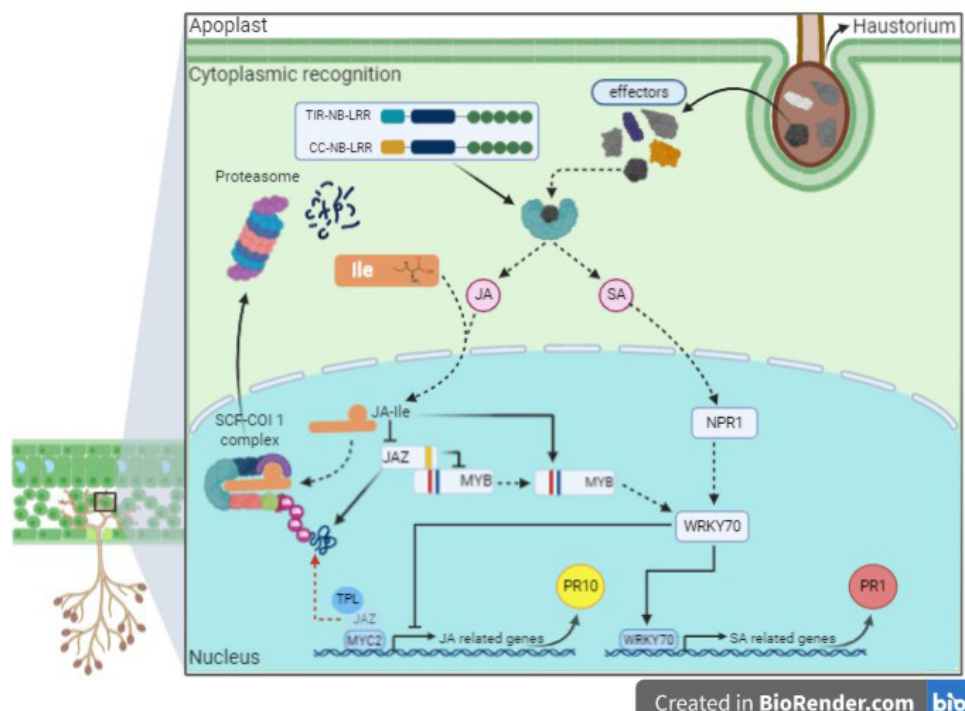 Apoplast
Haustorium
Cytoplasmic recognition
effectors
TIR-NB-LRR
CC-NB-LRR
Proteasome
Ile
JA
SA
SCF-COI 1
complex
JA-Ile
NPR1
JAZ
MYB
MYB
WRKY70
TPL
JAZ
MYC2
JA related genes
PR10
WRKY70
SA related genes
PR1
Nucleus
Created in BioRender.com
bio